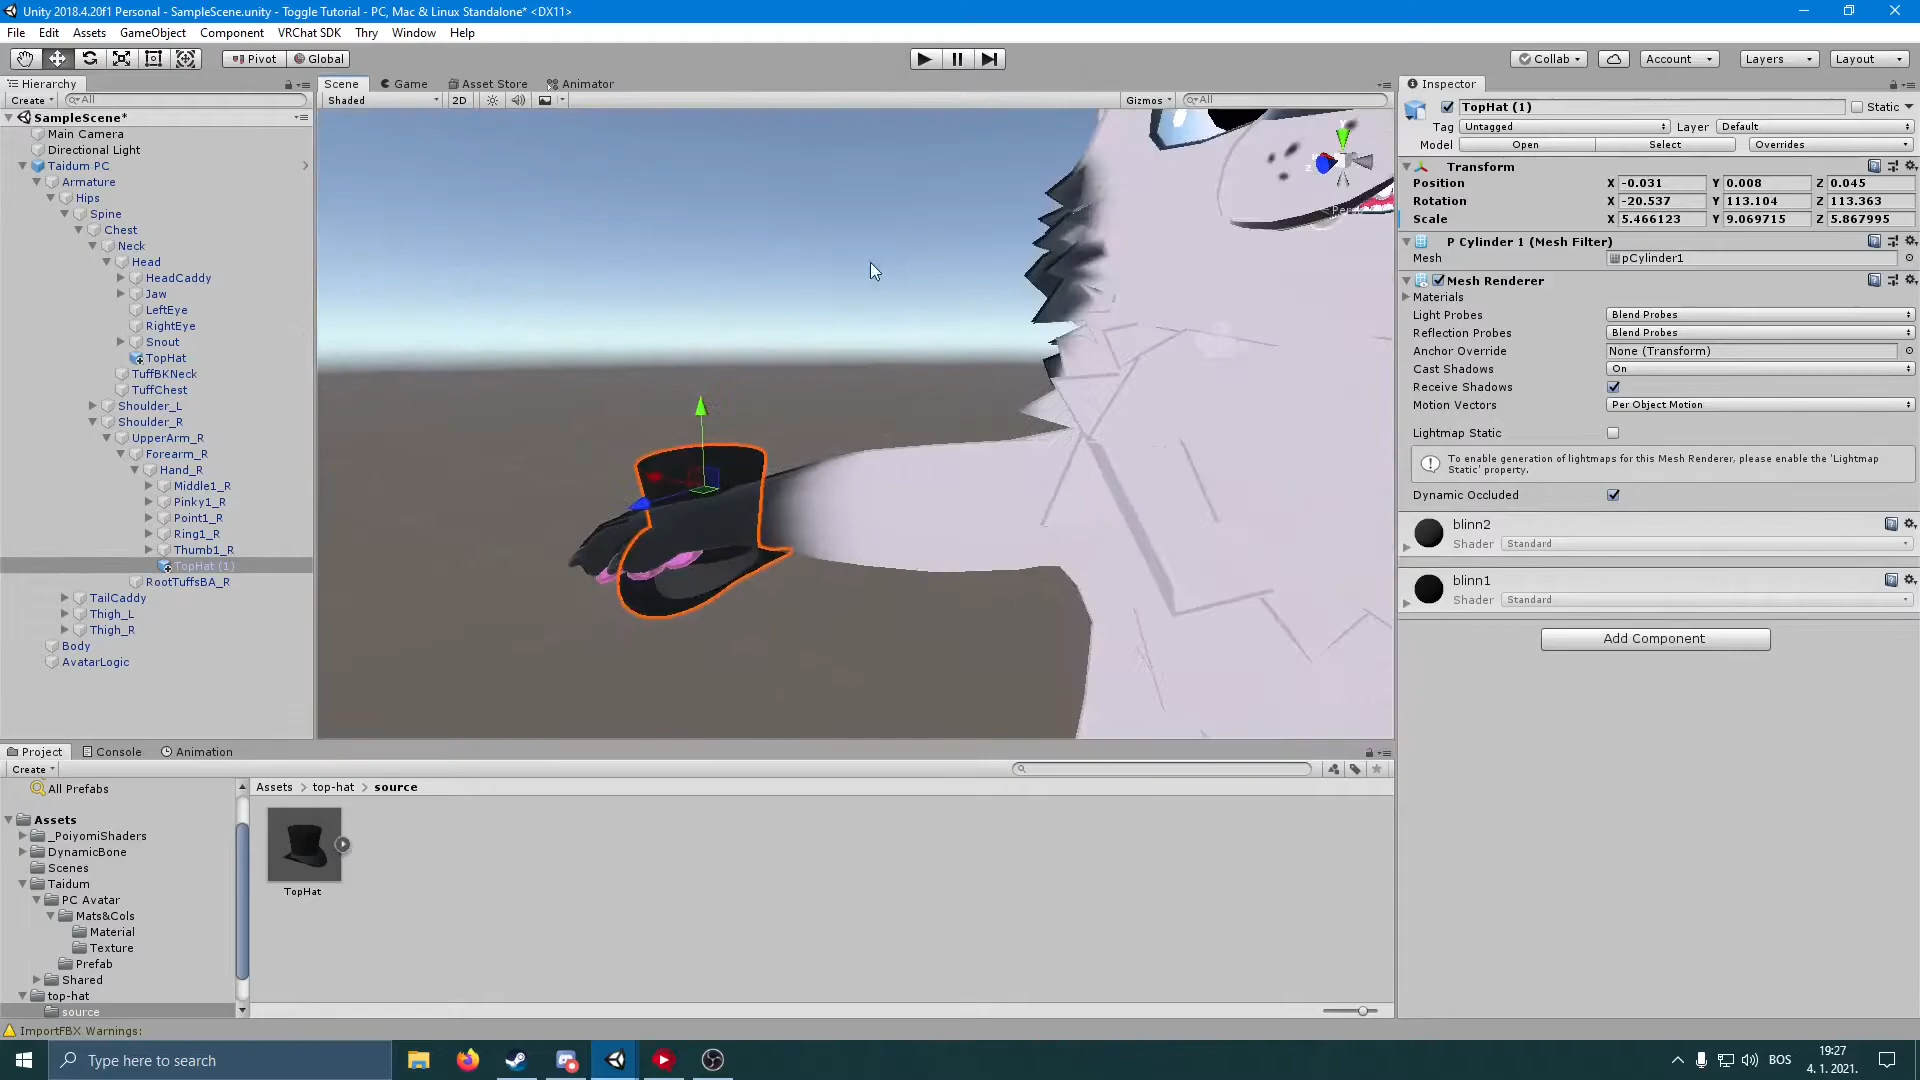 Unity 2018.4.20f1 Personal - SampleScene.unity - Toggle Tutorial - PC, Mac & Linux Standalone* <DX11>
File Edit Assets GameObject Component VRChat SDK Thry Window Help
Pivot Global Collab Account Layers Layout
Hierarchy
Create All
SampleScene*
Main Camera
Directional Light
Taidum PC
Armature
Hips
Spine
Chest
Neck
Head
HeadCaddy
Jaw
LeftEye
RightEye
Snout
TopHat
TuffBKNeck
TuffChest
Shoulder_L
Shoulder_R
UpperArm_R
Forearm_R
Hand_R
Middle1_R
Pinky1_R
Point1_R
Ring1_R
Thumb1_R
TopHat (1)
RootTuffsBA_R
TailCaddy
Thigh_L
Thigh_R
Body
AvatarLogic
Scene Game Asset Store Animator
Shaded 2D Gizmos All
Inspector
TopHat (1) Static
Tag Untagged Layer Default
Model Open Select Overrides
Transform
Position X -0.031 Y 0.008 Z 0.045
Rotation X -20.537 Y 113.104 Z 113.363
Scale X 5.466123 Y 9.069715 Z 5.867995
P Cylinder 1 (Mesh Filter)
Mesh pCylinder1
Mesh Renderer
Materials
Light Probes Blend Probes
Reflection Probes Blend Probes
Anchor Override None (Transform)
Cast Shadows On
Receive Shadows
Motion Vectors Per Object Motion
Lightmap Static
To enable generation of lightmaps for this Mesh Renderer, please enable the 'Lightmap
Static' property.
Dynamic Occluded
blinn2
Shader Standard
blinn1
Shader Standard
Add Component
Project Console Animation
Create
All Prefabs
Assets
_PoiyomiShaders
DynamicBone
Scenes
Taidum
PC Avatar
Mats&Cols
Material
Texture
Prefab
Shared
top-hat
source
Assets > top-hat > source
TopHat
ImportFBX Warnings:
Type here to search
BOS
19:27
4. 1. 2021.